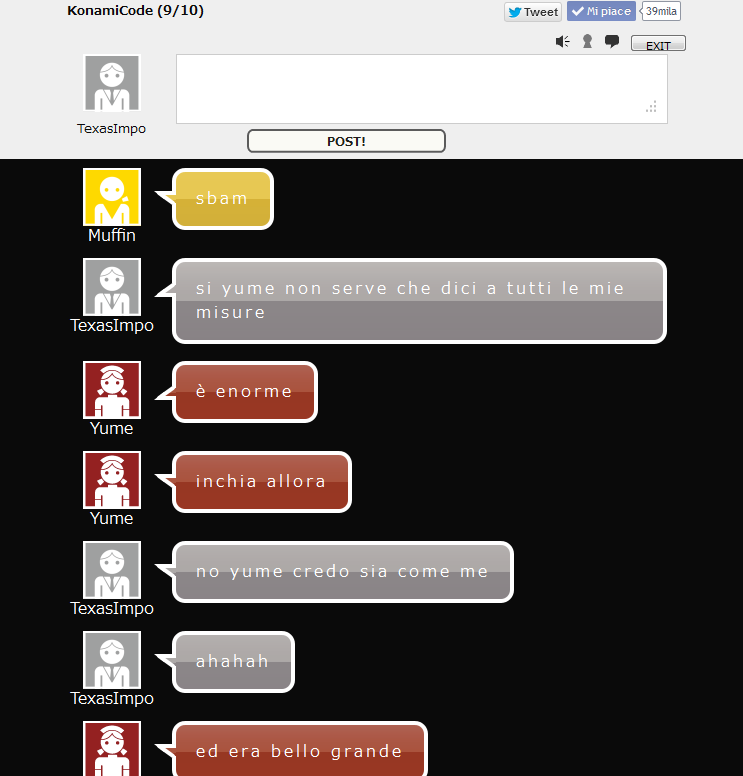 KonamiCode (9/10)
Tweet
Mi piace
39mila
EXIT
TexasImpo
POST!
sbam
Muffin
si yume non serve che dici a tutti le mie
misure
TexasImpo
è enorme
Yume
inchia allora
Yume
no yume credo sia come me
TexasImpo
ahahah
TexasImpo
ed era bello grande